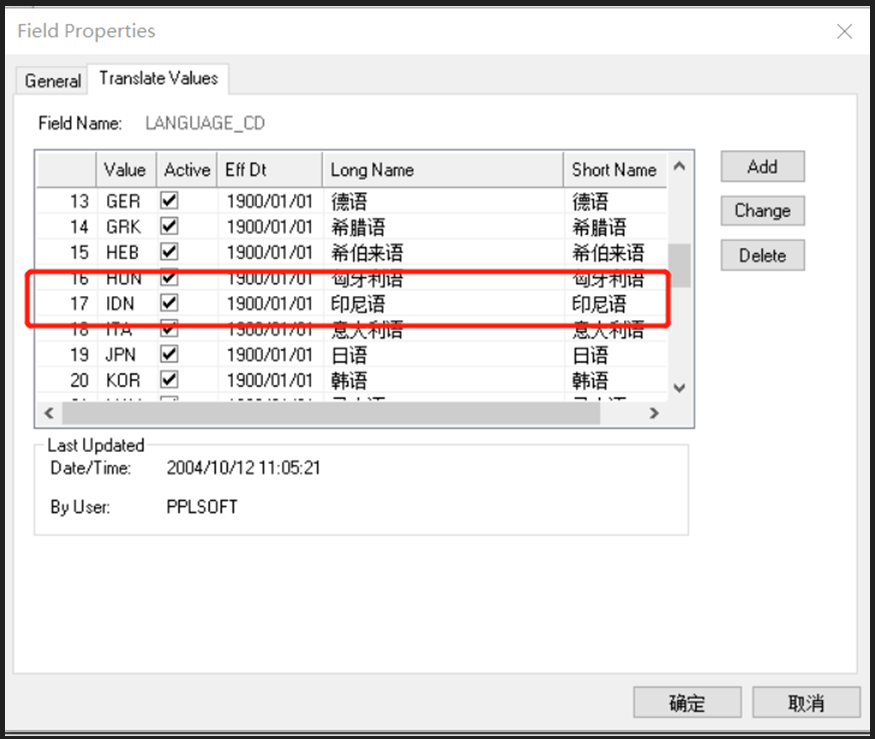 Field Properties
General
Translate Values
Field Name: LANGUAGE_CD
Value Active Eff Dt Long Name Short Name
13 GER 1900/01/01 德语 德语
14 GRK 1900/01/01 希腊语 希腊语
15 HEB 1900/01/01 希伯来语 希伯来语
16 HUN 1900/01/01 匈牙利语 匈牙利语
17 IDN 1900/01/01 印尼语 印尼语
18 ITA 1900/01/01 意大利语 意大利语
19 JPN 1900/01/01 日语 日语
20 KOR 1900/01/01 韩语 韩语
Add
Change
Delete
Last Updated
Date/Time: 2004/10/12 11:05:21
By User: PPLSOFT
确定
取消